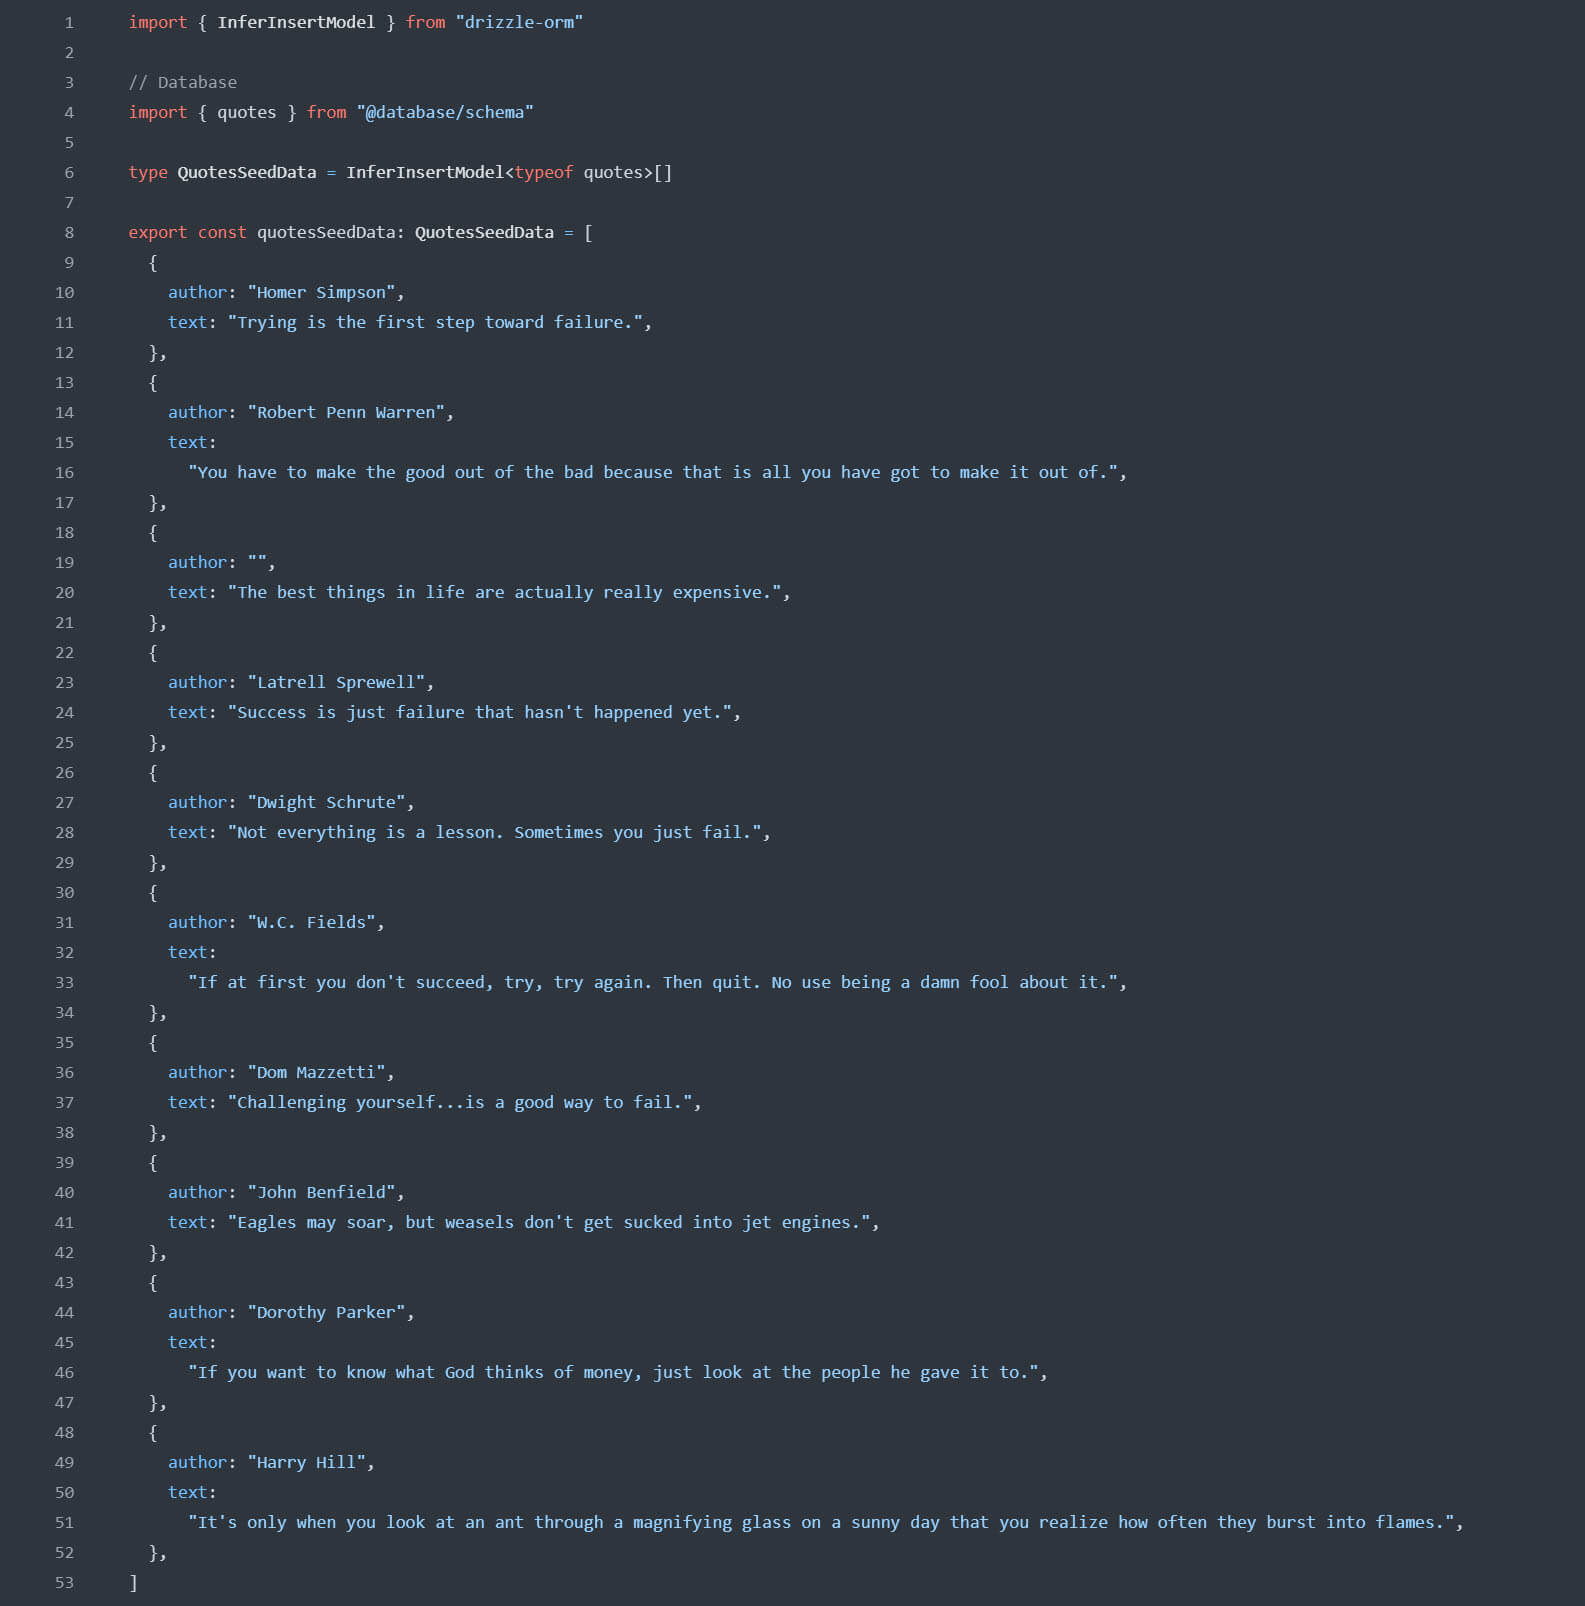 1 import { InferInsertModel } from "drizzle-orm"
2
3 // Database
4 import { quotes } from "@database/schema"
5
6 type QuotesSeedData = InferInsertModel<typeof quotes>[]
7
8 export const quotesSeedData: QuotesSeedData = [
9   {
10     author: "Homer Simpson",
11     text: "Trying is the first step toward failure.",
12   },
13   {
14     author: "Robert Penn Warren",
15     text:
16       "You have to make the good out of the bad because that is all you have got to make it out of.",
17   },
18   {
19     author: "",
20     text: "The best things in life are actually really expensive.",
21   },
22   {
23     author: "Latrell Sprewell",
24     text: "Success is just failure that hasn't happened yet.",
25   },
26   {
27     author: "Dwight Schrute",
28     text: "Not everything is a lesson. Sometimes you just fail.",
29   },
30   {
31     author: "W.C. Fields",
32     text:
33       "If at first you don't succeed, try, try again. Then quit. No use being a damn fool about it.",
34   },
35   {
36     author: "Dom Mazzetti",
37     text: "Challenging yourself...is a good way to fail.",
38   },
39   {
40     author: "John Benfield",
41     text: "Eagles may soar, but weasels don't get sucked into jet engines.",
42   },
43   {
44     author: "Dorothy Parker",
45     text:
46       "If you want to know what God thinks of money, just look at the people he gave it to.",
47   },
48   {
49     author: "Harry Hill",
50     text:
51       "It's only when you look at an ant through a magnifying glass on a sunny day that you realize how often they burst into flames.",
52   },
53 ]